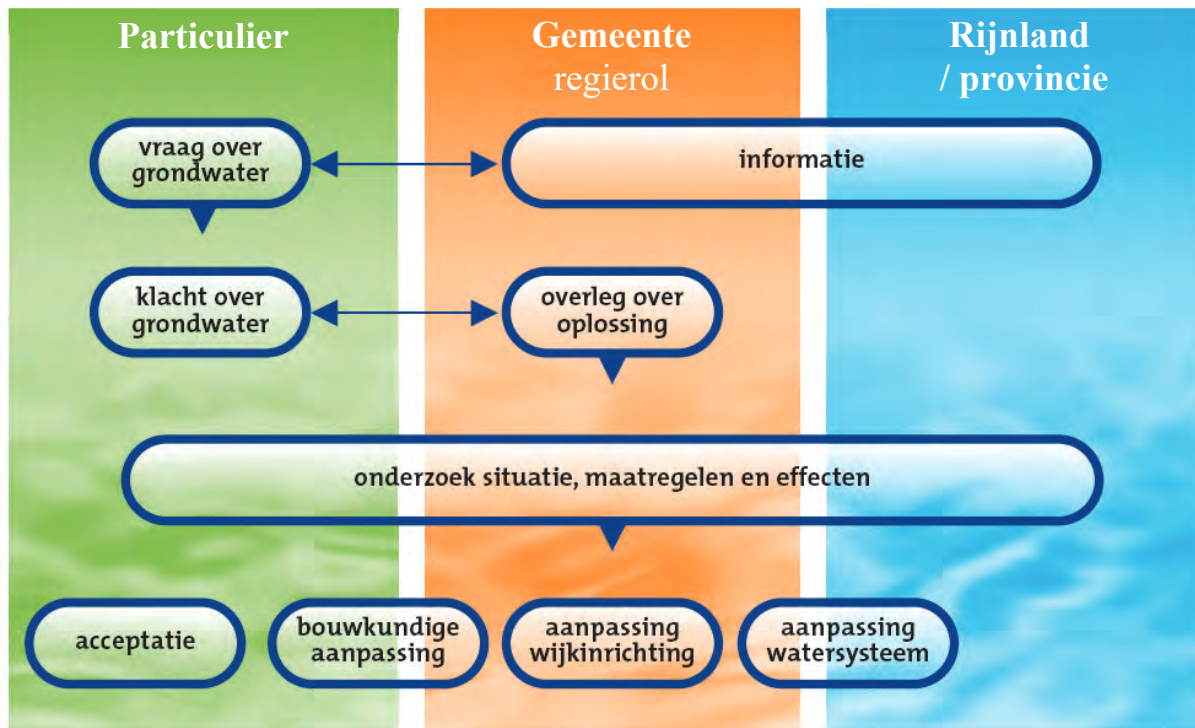 Particulier
Gemeente
regierol
Rijnland
/ provincie
vraag over
grondwater
informatie
klacht over
grondwater
overleg over
oplossing
onderzoek situatie, maatregelen en effecten
acceptatie
bouwkundige
aanpassing
aanpassing
wijkinrichting
aanpassing
watersysteem